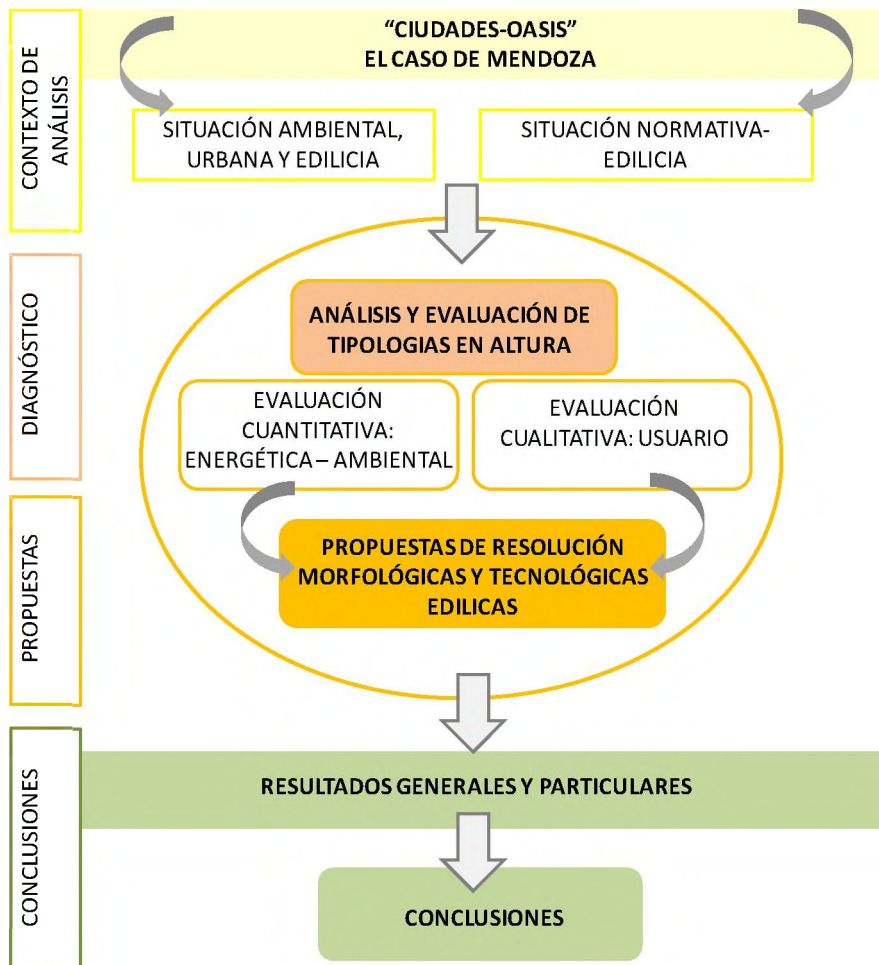 CONTEXTO DE
ANÁLISIS
“CIUDADES-OASIS”
EL CASO DE MENDOZA
SITUACIÓN AMBIENTAL,
URBANA Y EDILICIA
SITUACIÓN NORMATIVA-
EDILICIA
DIAGNÓSTICO
ANÁLISIS Y EVALUACIÓN DE
TIPOLOGIAS EN ALTURA
EVALUACIÓN
CUANTITATIVA:
ENERGÉTICA – AMBIENTAL
EVALUACIÓN
CUALITATIVA: USUARIO
PROPUESTAS
PROPUESTAS DE RESOLUCIÓN
MORFOLÓGICAS Y TECNOLÓGICAS
EDILICAS
CONCLUSIONES
RESULTADOS GENERALES Y PARTICULARES
CONCLUSIONES